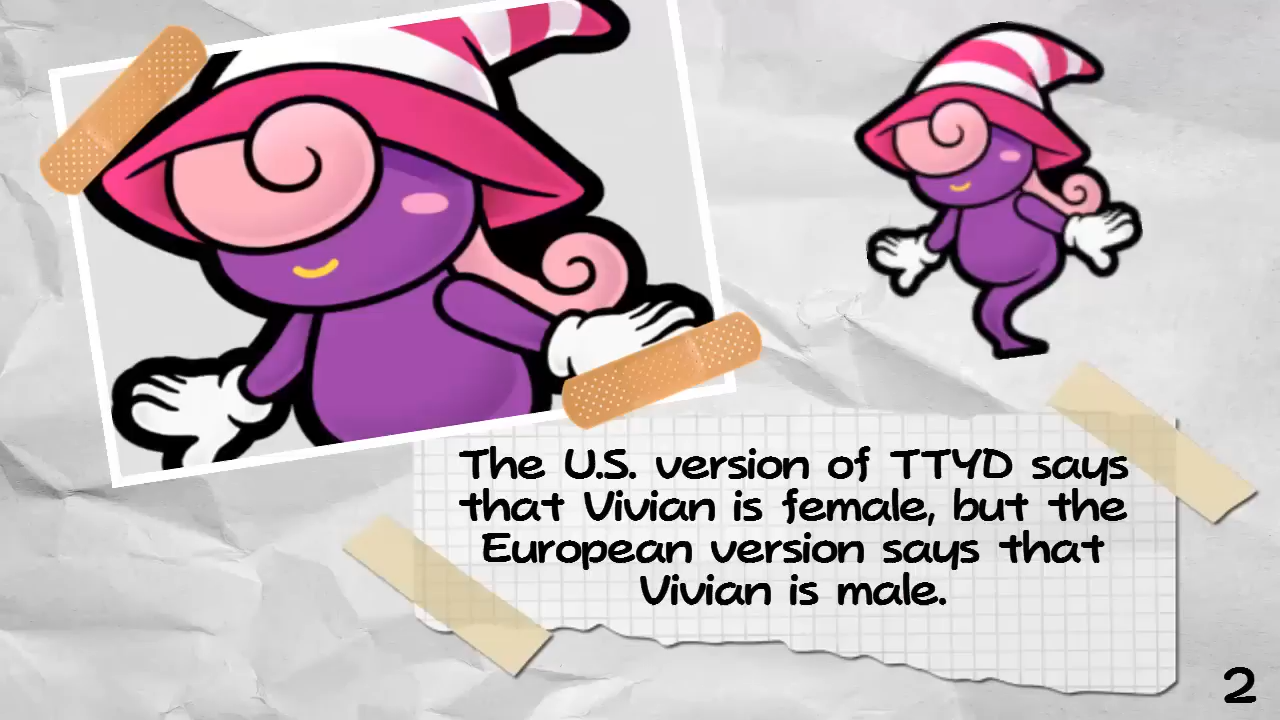 The U.S. version of TTYD says
that Vivian is female, but the
European version says that
Vivian is male.
2